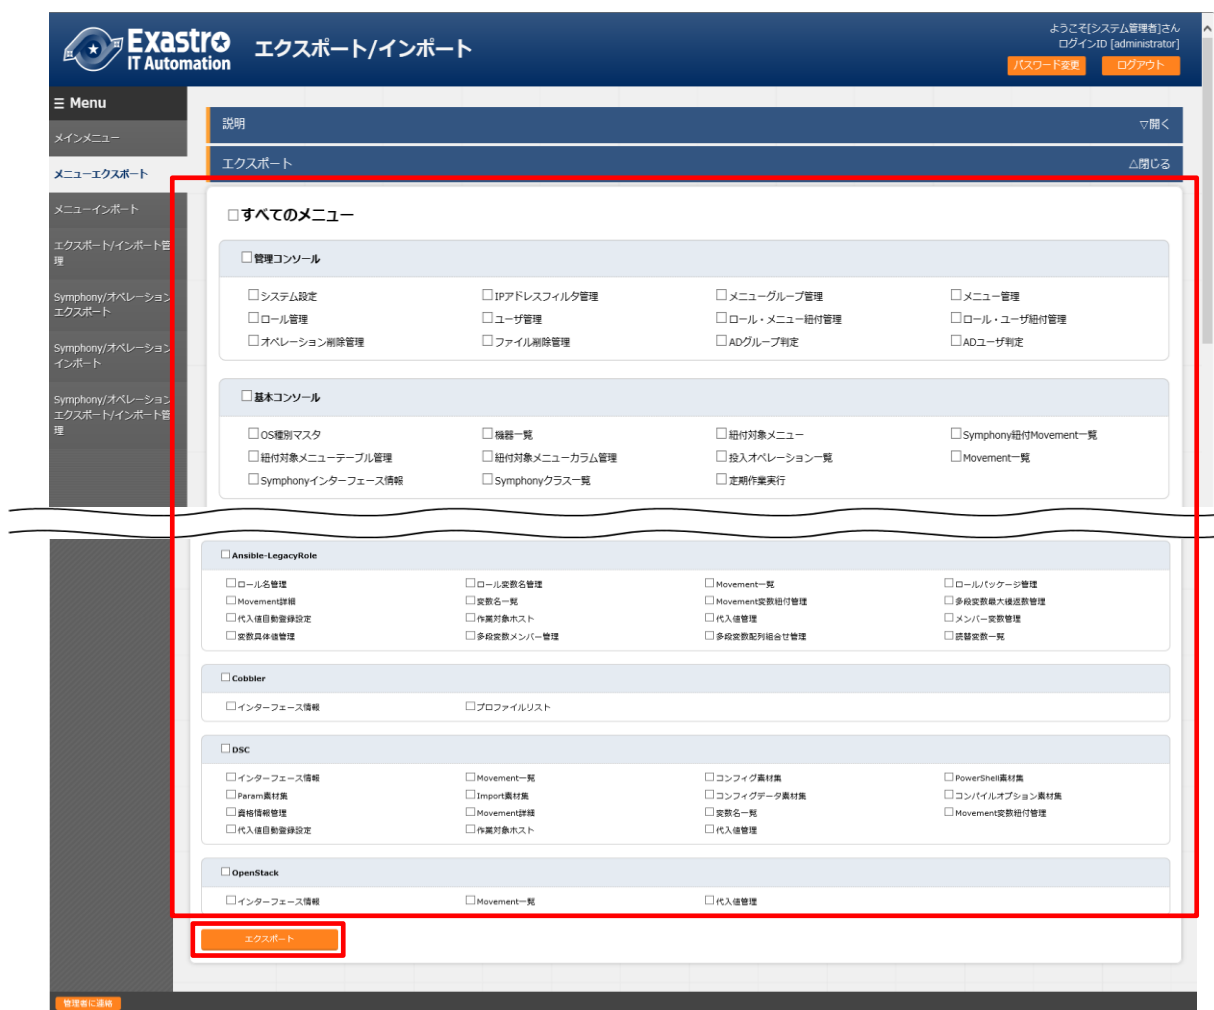 Exastro
IT Automation
エクスポート/インポート
ようこそ[システム管理者]さん
ログインID [administrator]
パスワード変更 ログアウト
Menu
メインメニュー
メニューエクスポート
メニューインポート
エクスポート/インポート管
理
Symphony/オペレーション
エクスポート
Symphony/オペレーション
インポート
Symphony/オペレーション
エクスポート/インポート管
理
説明 ▽開く
エクスポート △閉じる
すべてのメニュー
管理コンソール
システム設定 IPアドレスフィルタ管理 メニューグループ管理 メニュー管理
ロール管理 ユーザ管理 ロール・メニュー紐付管理 ロール・ユーザ紐付管理
オペレーション削除管理 ファイル削除管理 ADグループ判定 ADユーザ判定
基本コンソール
OS種別マスタ 機器一覧 紐付対象メニュー Symphony紐付Movement一覧
紐付対象メニューテーブル管理 紐付対象メニューカラム管理 投入オペレーション一覧 Movement一覧
Symphonyインターフェース情報 Symphonyクラス一覧 定期作業実行
Ansible-LegacyRole
ロール名管理 ロール変数名管理 Movement一覧 ロールパッケージ管理
Movement詳細 変数名一覧 Movement変数紐付管理 多段変数最大繰返数管理
代入値自動登録設定 作業対象ホスト 代入値管理 メンバー変数管理
変数具体値管理 多段変数メンバー管理 多段変数配列組合せ管理 読替変数一覧
Cobbler
インターフェース情報 プロファイルリスト
DSC
インターフェース情報 Movement一覧 コンフィグ素材集 PowerShell素材集
Param素材集 Import素材集 コンフィグデータ素材集 コンパイルオプション素材集
資格情報管理 Movement詳細 変数名一覧 Movement変数紐付管理
代入値自動登録設定 作業対象ホスト 代入値管理
OpenStack
インターフェース情報 Movement一覧 代入値管理
エクスポート
管理者に連絡